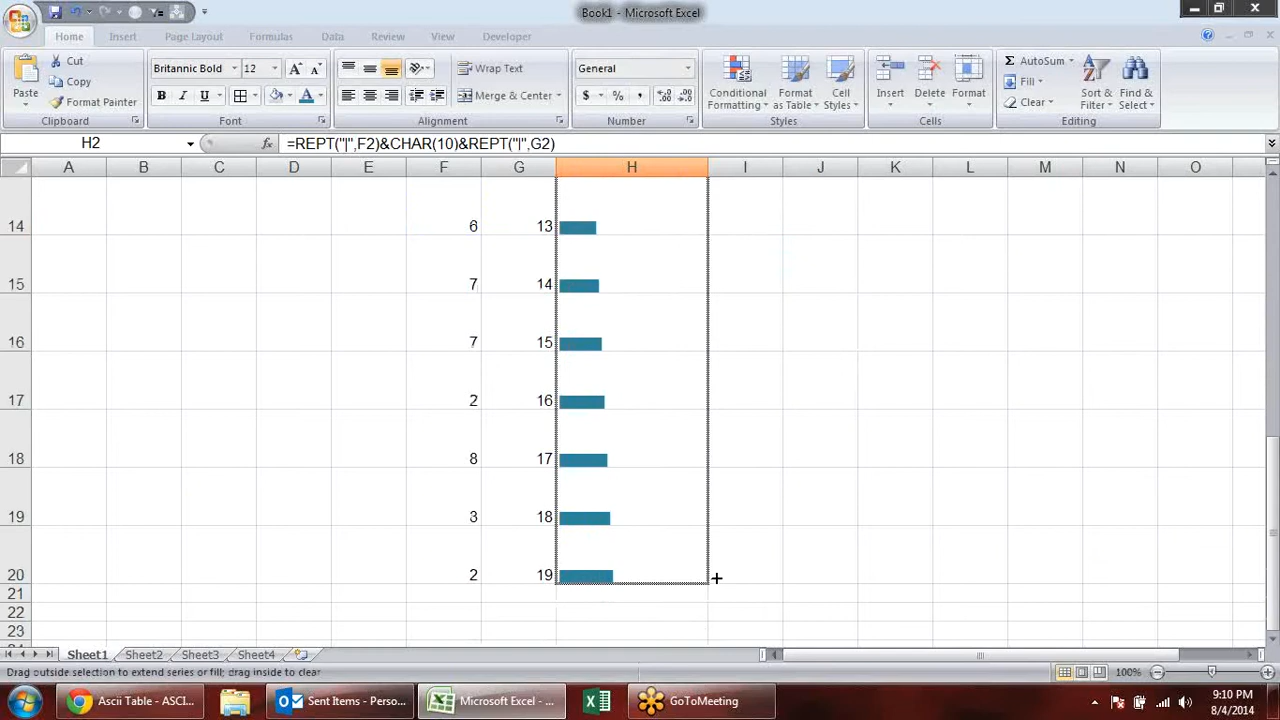 Book1 - Microsoft Excel
Home Insert Page Layout Formulas Data Review View Developer
Paste
Cut
Copy
Format Painter
Clipboard
Britannic Bold 12
B I U
Font
Wrap Text
Merge & Center
Alignment
General
$ % ,
Number
Conditional Formatting
Format as Table
Cell Styles
Styles
Insert Delete Format
Cells
AutoSum
Fill
Clear
Sort & Filter
Find & Select
Editing
H2 fx =REPT("|",F2)&CHAR(10)&REPT("|",G2)
A B C D E F G H I J K L M N O
14 6 13
15 7 14
16 7 15
17 2 16
18 8 17
19 3 18
20 2 19
21
22
23
Sheet1 Sheet2 Sheet3 Sheet4
Drag outside selection to extend series or fill; drag inside to clear
100%
Ascii Table - ASCI...
Sent Items - Perso...
Microsoft Excel - ...
GoToMeeting
9:10 PM
8/4/2014